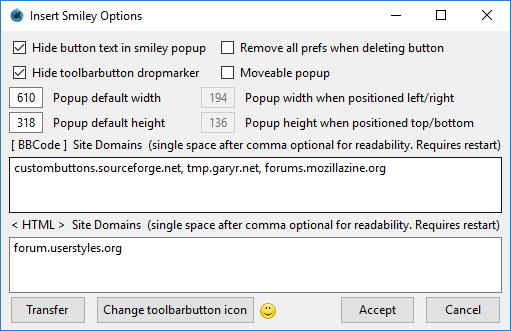 Insert Smiley Options
Hide button text in smiley popup Remove all prefs when deleting button
Hide toolbarbutton dropmarker Moveable popup
610 Popup default width 194 Popup width when positioned left/right
318 Popup default height 136 Popup height when positioned top/bottom
[ BBCode ] Site Domains (single space after comma optional for readability. Requires restart)
custombuttons.sourceforge.net, tmp.garyr.net, forums.mozillazine.org
< HTML > Site Domains (single space after comma optional for readability. Requires restart)
forum.userstyles.org
Transfer Change toolbarbutton icon Accept Cancel